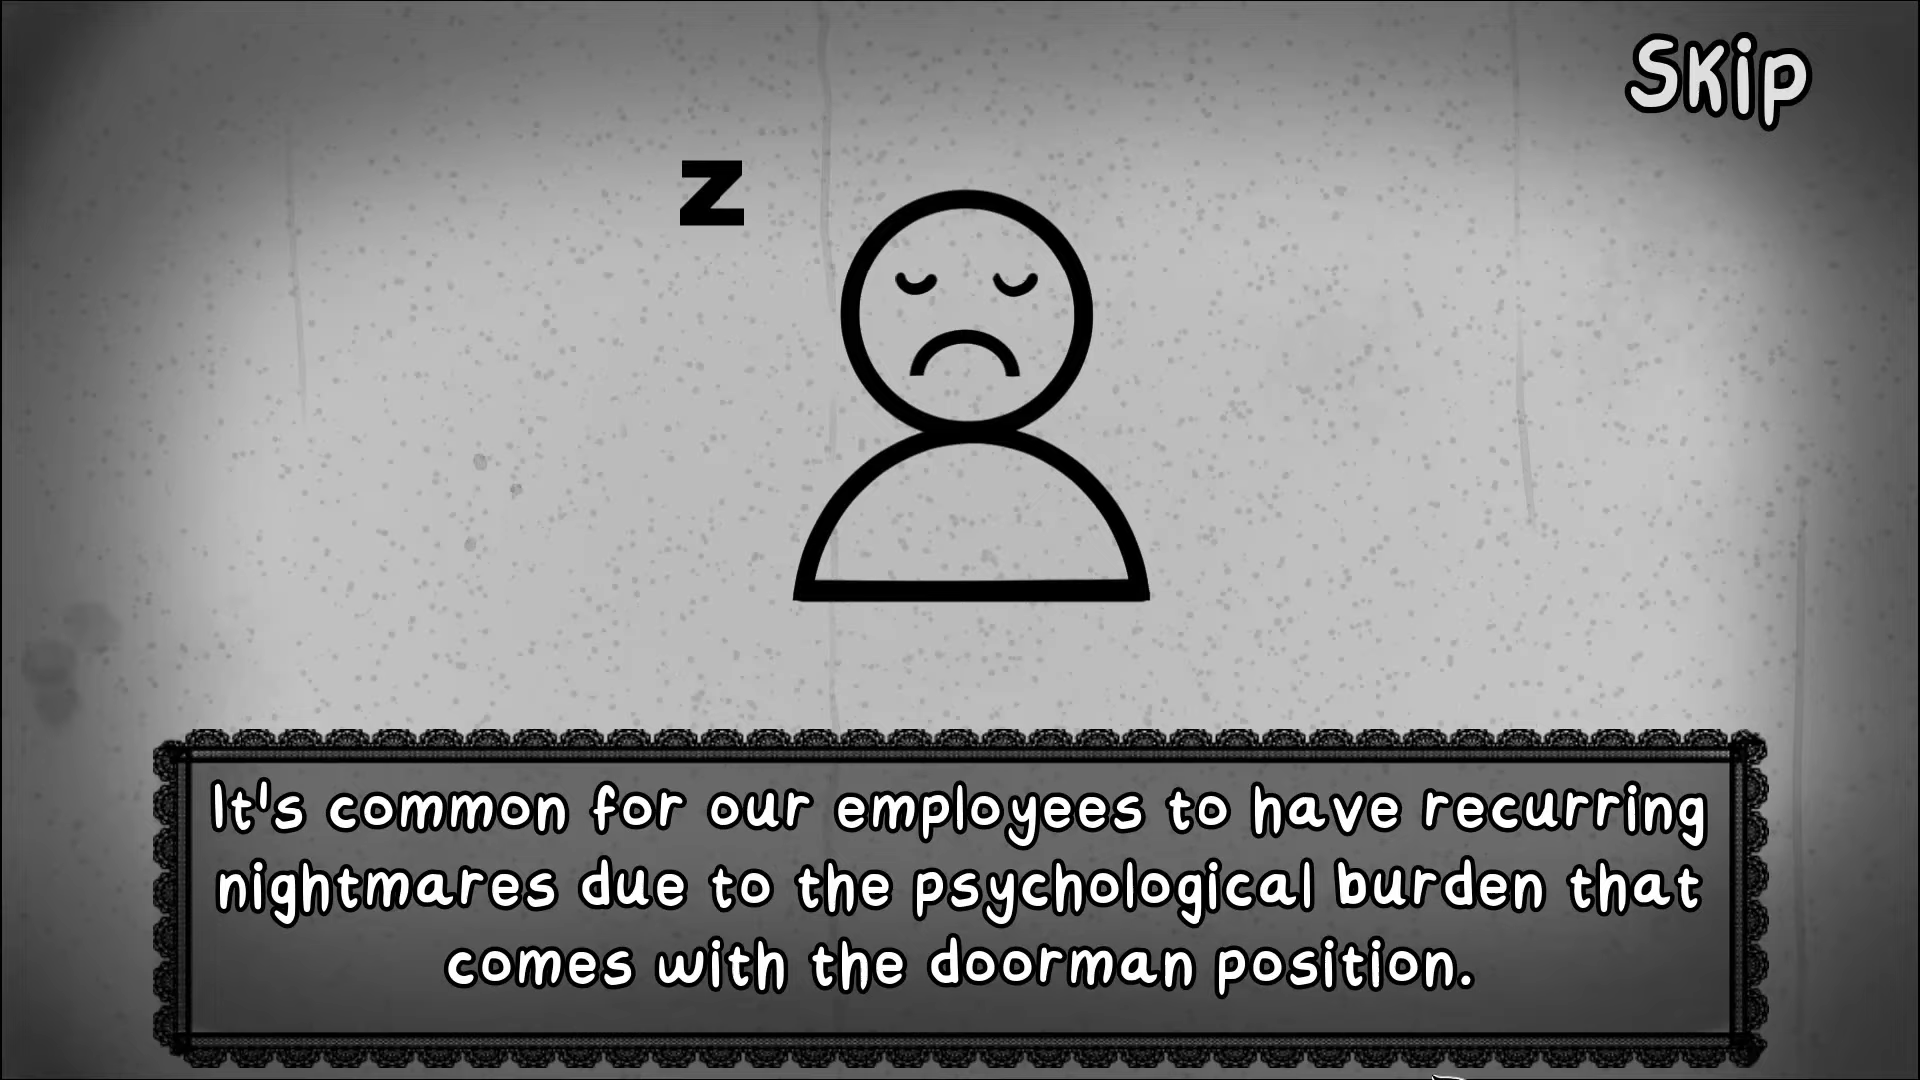 Skip
Z
It's common for our employees to have recurring
nightmares due to the psychological burden that
comes with the doorman position.